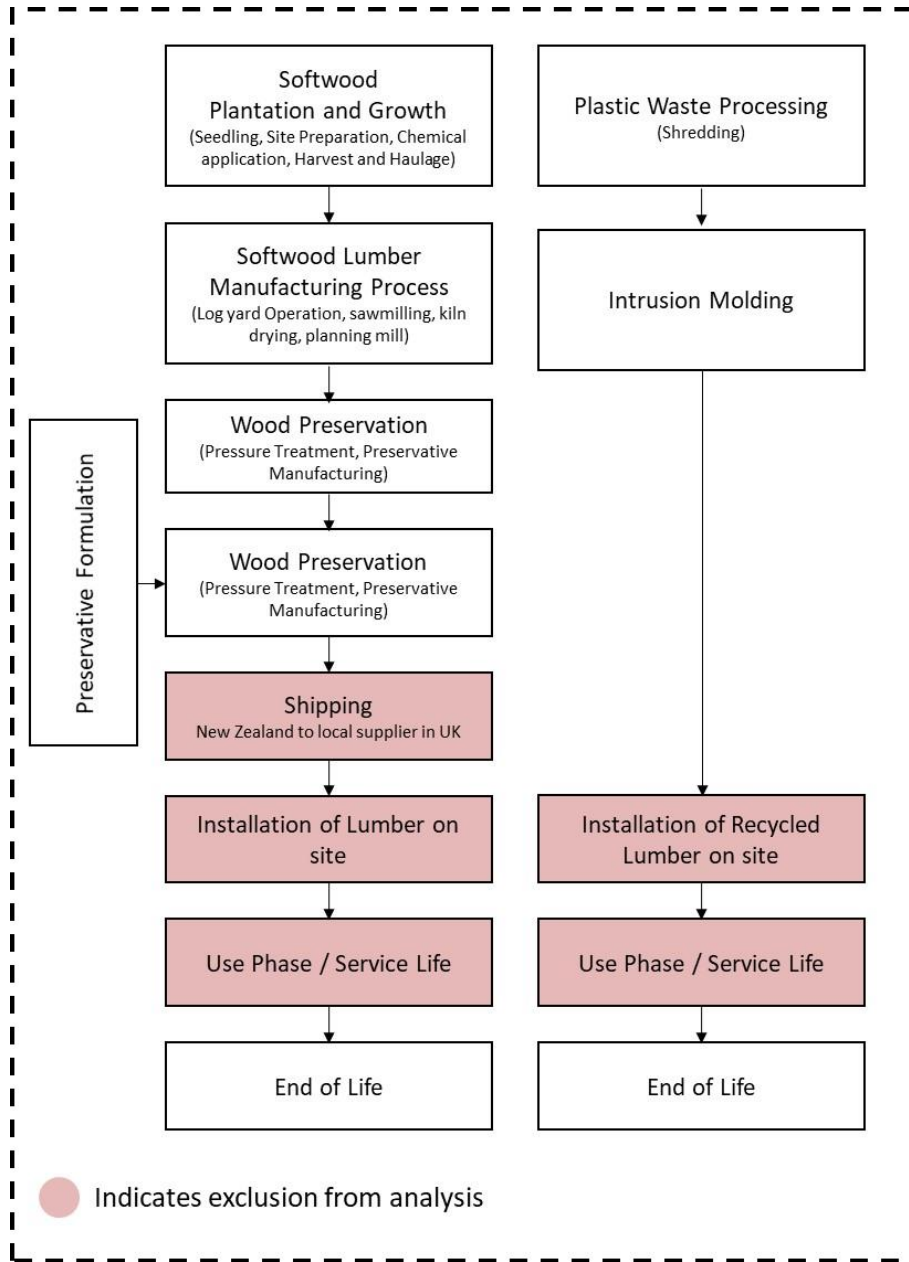 Softwood
Plantation and Growth
(Seedling, Site Preparation, Chemical
application, Harvest and Haulage)
Softwood Lumber
Manufacturing Process
(Log yard Operation, sawmilling, kiln
drying, planning mill)
Wood Preservation
(Pressure Treatment, Preservative
Manufacturing)
Preservative Formulation
Wood Preservation
(Pressure Treatment, Preservative
Manufacturing)
Shipping
New Zealand to local supplier in UK
Installation of Lumber on
site
Use Phase / Service Life
End of Life
Plastic Waste Processing
(Shredding)
Intrusion Molding
Installation of Recycled
Lumber on site
Use Phase / Service Life
End of Life
Indicates exclusion from analysis